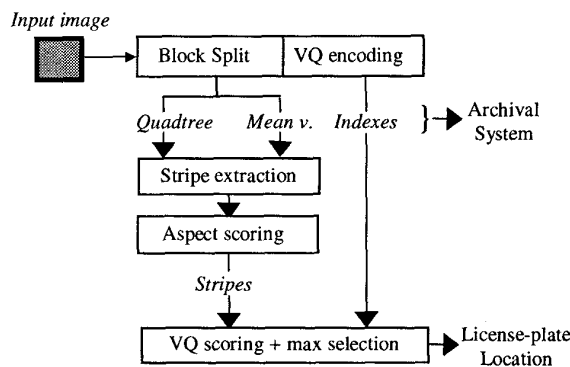 Input image
Block Split
VQ encoding
Quadtree
Mean v.
Indexes
}
Archival
System
Stripe extraction
Aspect scoring
Stripes
VQ scoring + max selection
License-plate
Location